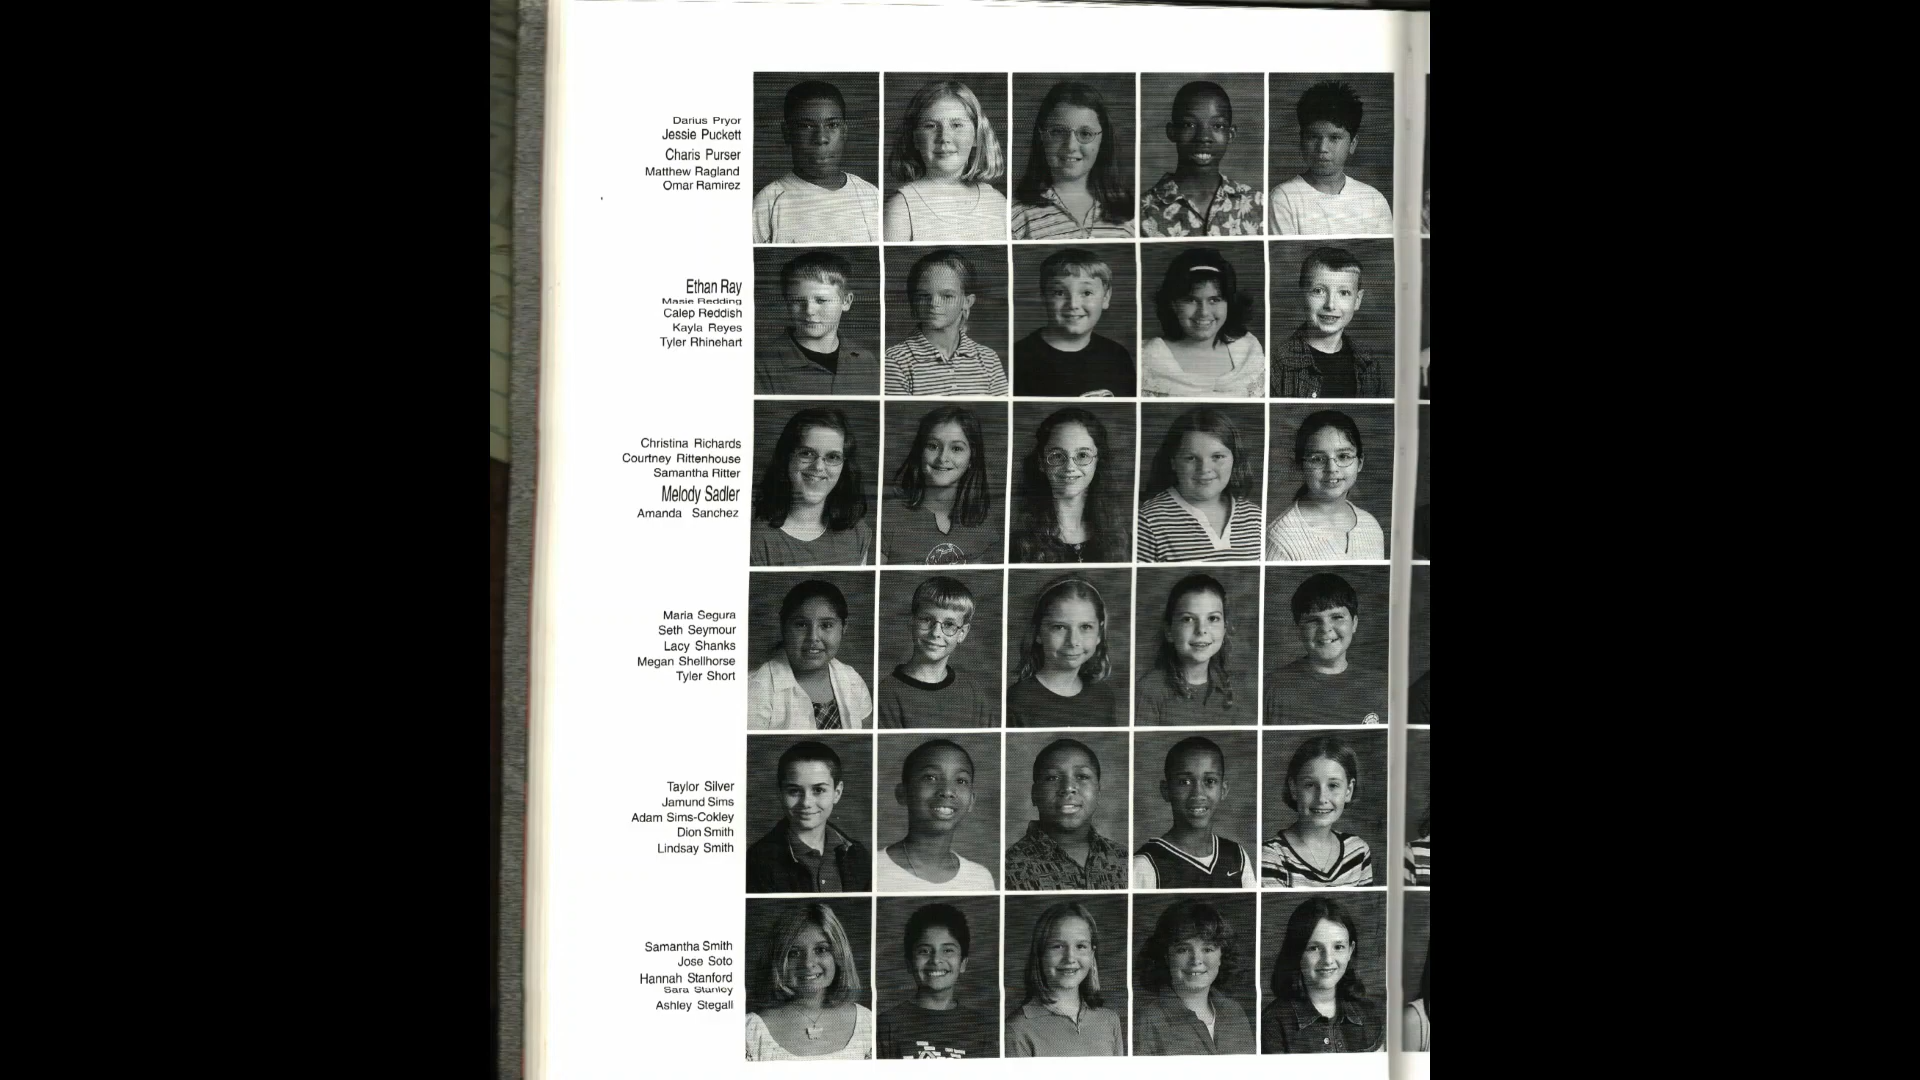 Darius Pryor
Jessie Puckett
Charis Purser
Matthew Ragland
Omar Ramirez
Ethan Ray
Masie Redding
Calep Reddish
Kayla Reyes
Tyler Rhinehart
Christina Richards
Courtney Rittenhouse
Samantha Ritter
Melody Sadler
Amanda Sanchez
Maria Segura
Seth Seymour
Lacy Shanks
Megan Shellhorse
Tyler Short
Taylor Silver
Jamund Sims
Adam Sims-Cokley
Dion Smith
Lindsay Smith
Samantha Smith
Jose Soto
Hannah Stanford
Sara Stanley
Ashley Stegall